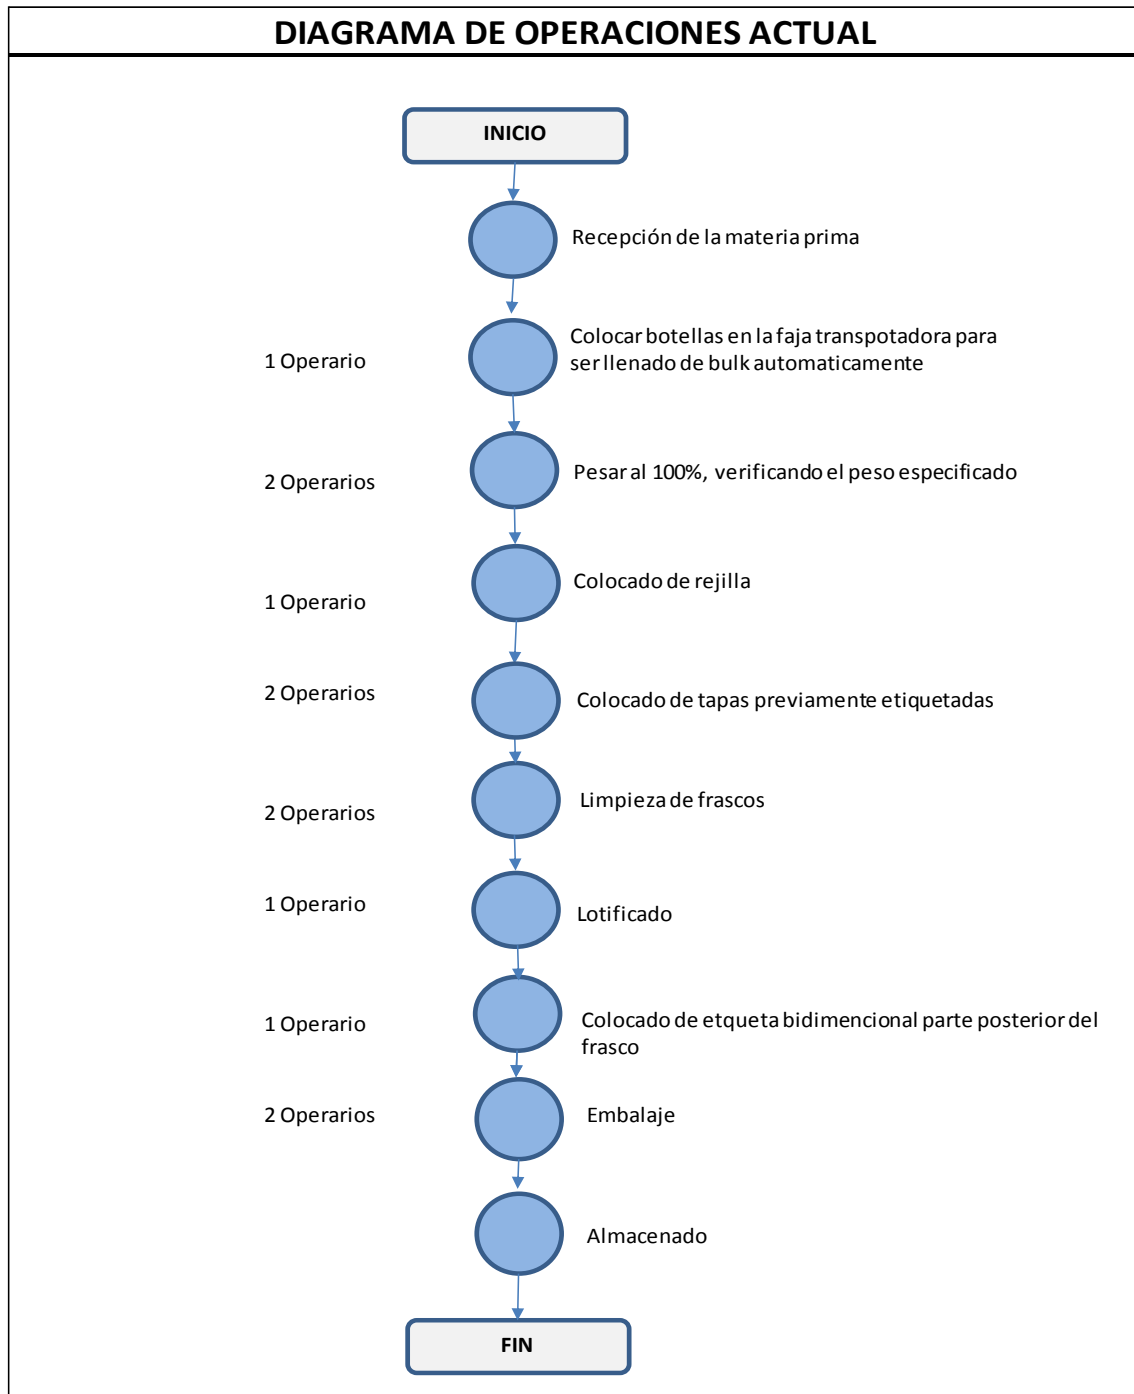 DIAGRAMA DE OPERACIONES ACTUAL
INICIO
Recepción de la materia prima
1 Operario
Colocar botellas en la faja transpotadora para
ser llenado de bulk automaticamente
2 Operarios
Pesar al 100%, verificando el peso especificado
1 Operario
Colocado de rejilla
2 Operarios
Colocado de tapas previamente etiquetadas
2 Operarios
Limpieza de frascos
1 Operario
Lotificado
1 Operario
Colocado de etqueta bidimencional parte posterior del
frasco
2 Operarios
Embalaje
Almacenado
FIN